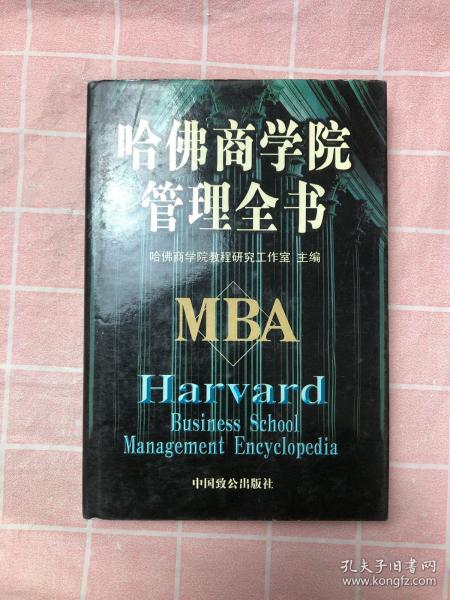 哈佛商学院
管理全书
哈佛商学院教程研究工作室 主编
MBA
Harvard
Business School
Management Encyclopedia
中国致公出版社
孔夫子旧书网
www.kongfz.com